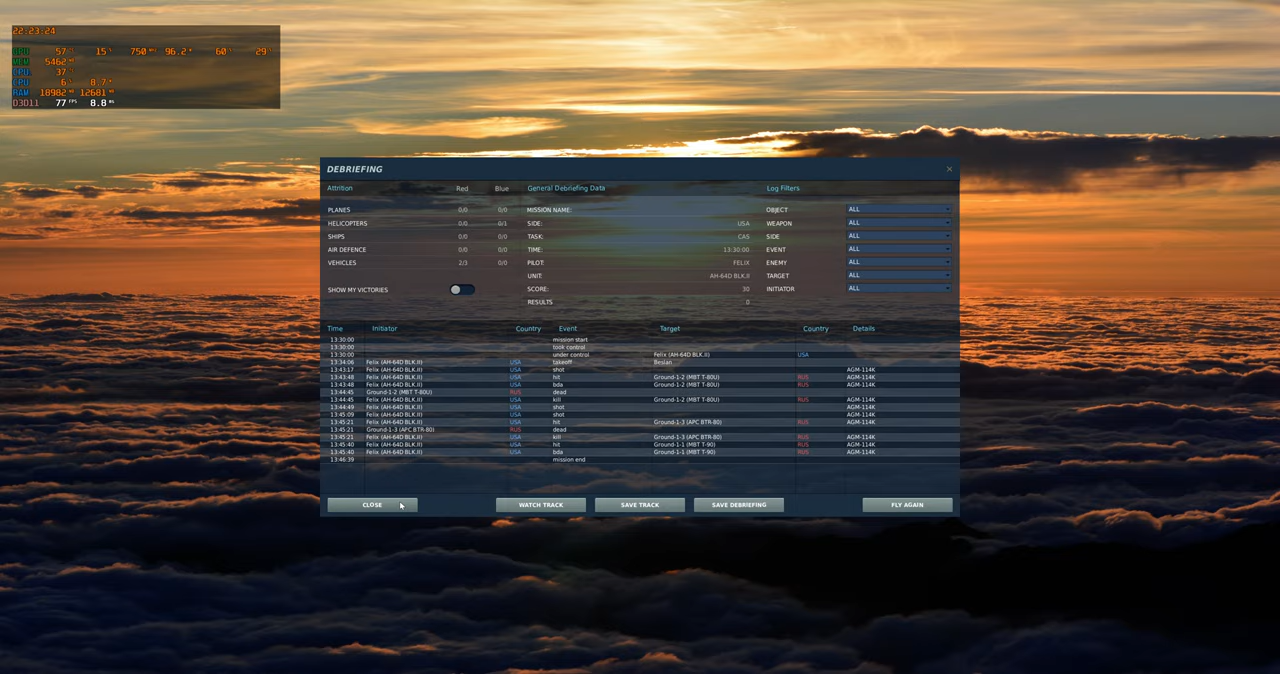 22:23:24
GPU 57 °C 15 % 750 MHz 96.2 W 60 % 29 %
MEM 5462 MB
CPU 37 °C
CPU 6 % 8.7 W
RAM 18982 MB 12681 MB
D3D11 77 FPS 8.8 ms
DEBRIEFING
Attrition Red Blue General Debriefing Data Log Filters
PLANES 0/0 0/0 MISSION NAME: OBJECT ALL
HELICOPTERS 0/0 0/1 SIDE: USA WEAPON ALL
SHIPS 0/0 0/0 TASK: CAS SIDE ALL
AIR DEFENCE 0/0 0/0 TIME: 13:30:00 EVENT ALL
VEHICLES 2/3 0/0 PILOT: FELIX ENEMY ALL
UNIT: AH-64D BLK.II TARGET ALL
SHOW MY VICTORIES SCORE: 30 INITIATOR ALL
RESULTS 0
Time Initiator Country Event Target Country Details
13:30:00 mission start
13:30:00 took control
13:30:00 under control Felix (AH-64D BLK.II) USA
13:34:06 Felix (AH-64D BLK.II) USA takeoff Beslan
13:43:17 Felix (AH-64D BLK.II) USA shot AGM-114K
13:43:48 Felix (AH-64D BLK.II) USA hit Ground-1-2 (MBT T-80U) RUS AGM-114K
13:43:48 Felix (AH-64D BLK.II) USA bda Ground-1-2 (MBT T-80U) RUS AGM-114K
13:44:45 Ground-1-2 (MBT T-80U) RUS dead
13:44:45 Felix (AH-64D BLK.II) USA kill Ground-1-2 (MBT T-80U) RUS AGM-114K
13:44:49 Felix (AH-64D BLK.II) USA shot AGM-114K
13:45:09 Felix (AH-64D BLK.II) USA shot AGM-114K
13:45:21 Felix (AH-64D BLK.II) USA hit Ground-1-3 (APC BTR-80) RUS AGM-114K
13:45:21 Ground-1-3 (APC BTR-80) RUS dead
13:45:21 Felix (AH-64D BLK.II) USA kill Ground-1-3 (APC BTR-80) RUS AGM-114K
13:45:40 Felix (AH-64D BLK.II) USA hit Ground-1-1 (MBT T-90) RUS AGM-114K
13:45:40 Felix (AH-64D BLK.II) USA bda Ground-1-1 (MBT T-90) RUS AGM-114K
13:46:39 mission end
CLOSE WATCH TRACK SAVE TRACK SAVE DEBRIEFING FLY AGAIN